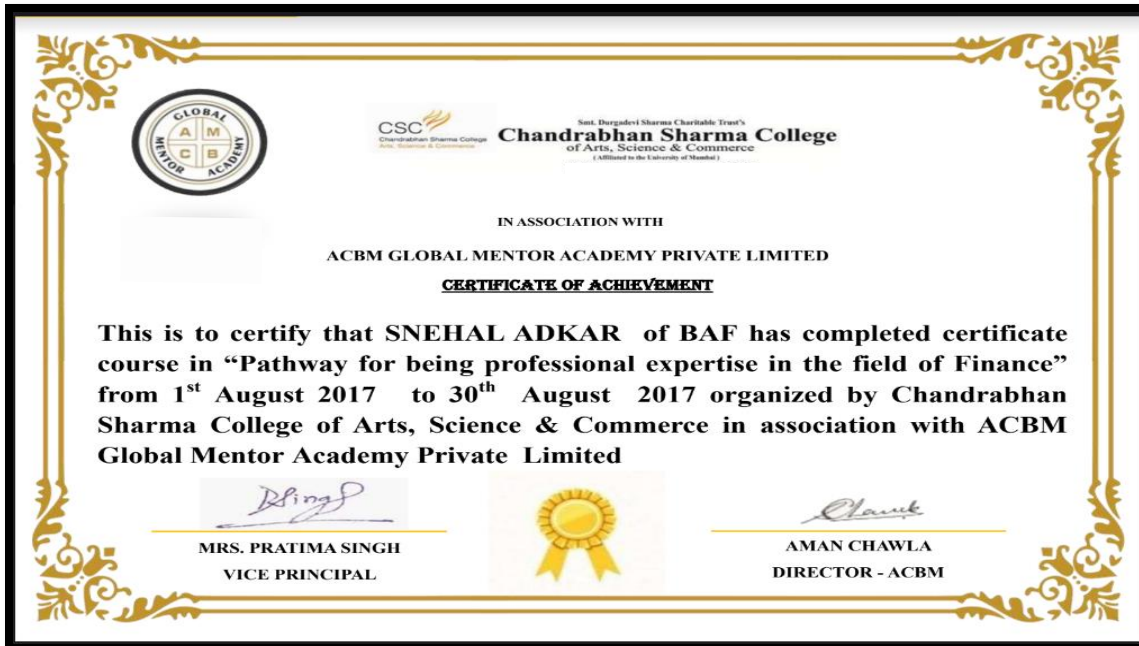 GLOBAL
MENTOR ACADEMY
A M
C B
CSC
Chandrabhan Sharma College
Arts, Science & Commerce
Smt. Durgadevi Sharma Charitable Trust's
Chandrabhan Sharma College
of Arts, Science & Commerce
( Affiliated to the University of Mumbai )
IN ASSOCIATION WITH
ACBM GLOBAL MENTOR ACADEMY PRIVATE LIMITED
CERTIFICATE OF ACHIEVEMENT
This is to certify that SNEHAL ADKAR of BAF has completed certificate
course in “Pathway for being professional expertise in the field of Finance”
from 1st August 2017 to 30th August 2017 organized by Chandrabhan
Sharma College of Arts, Science & Commerce in association with ACBM
Global Mentor Academy Private Limited
MRS. PRATIMA SINGH
VICE PRINCIPAL
AMAN CHAWLA
DIRECTOR - ACBM